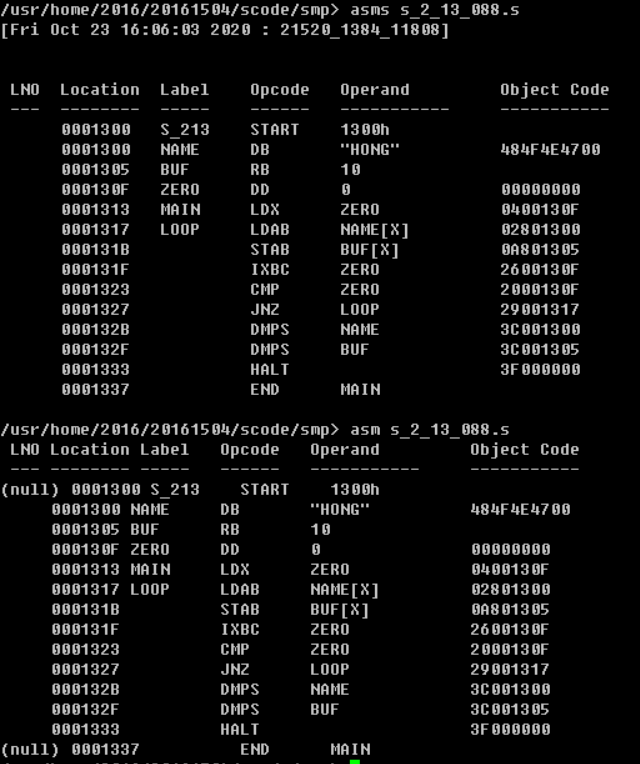 /usr/home/2016/20161504/scode/smp> asms s_2_13_088.s
[Fri Oct 23 16:06:03 2020 : 21520_1384_11808]
LNO Location Label Opcode Operand Object Code
--- -------- ----- ------ ----------- -----------
0001300 S_213 START 1300h
0001300 NAME DB "HONG" 484F4E4700
0001305 BUF RB 10
000130F ZERO DD 0 00000000
0001313 MAIN LDX ZERO 0400130F
0001317 LOOP LDAB NAME[X] 02801300
000131B STAB BUF[X] 0A801305
000131F IXBC ZERO 2600130F
0001323 CMP ZERO 2000130F
0001327 JNZ LOOP 29001317
000132B DMPS NAME 3C001300
000132F DMPS BUF 3C001305
0001333 HALT 3F000000
0001337 END MAIN
/usr/home/2016/20161504/scode/smp> asm s_2_13_088.s
LNO Location Label Opcode Operand Object Code
--- -------- ----- ------ ----------- -----------
(null) 0001300 S_213 START 1300h
0001300 NAME DB "HONG" 484F4E4700
0001305 BUF RB 10
000130F ZERO DD 0 00000000
0001313 MAIN LDX ZERO 0400130F
0001317 LOOP LDAB NAME[X] 02801300
000131B STAB BUF[X] 0A801305
000131F IXBC ZERO 2600130F
0001323 CMP ZERO 2000130F
0001327 JNZ LOOP 29001317
000132B DMPS NAME 3C001300
000132F DMPS BUF 3C001305
0001333 HALT 3F000000
(null) 0001337 END MAIN